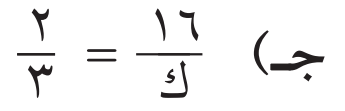 جـ) ١٦/ك = ٢/٣